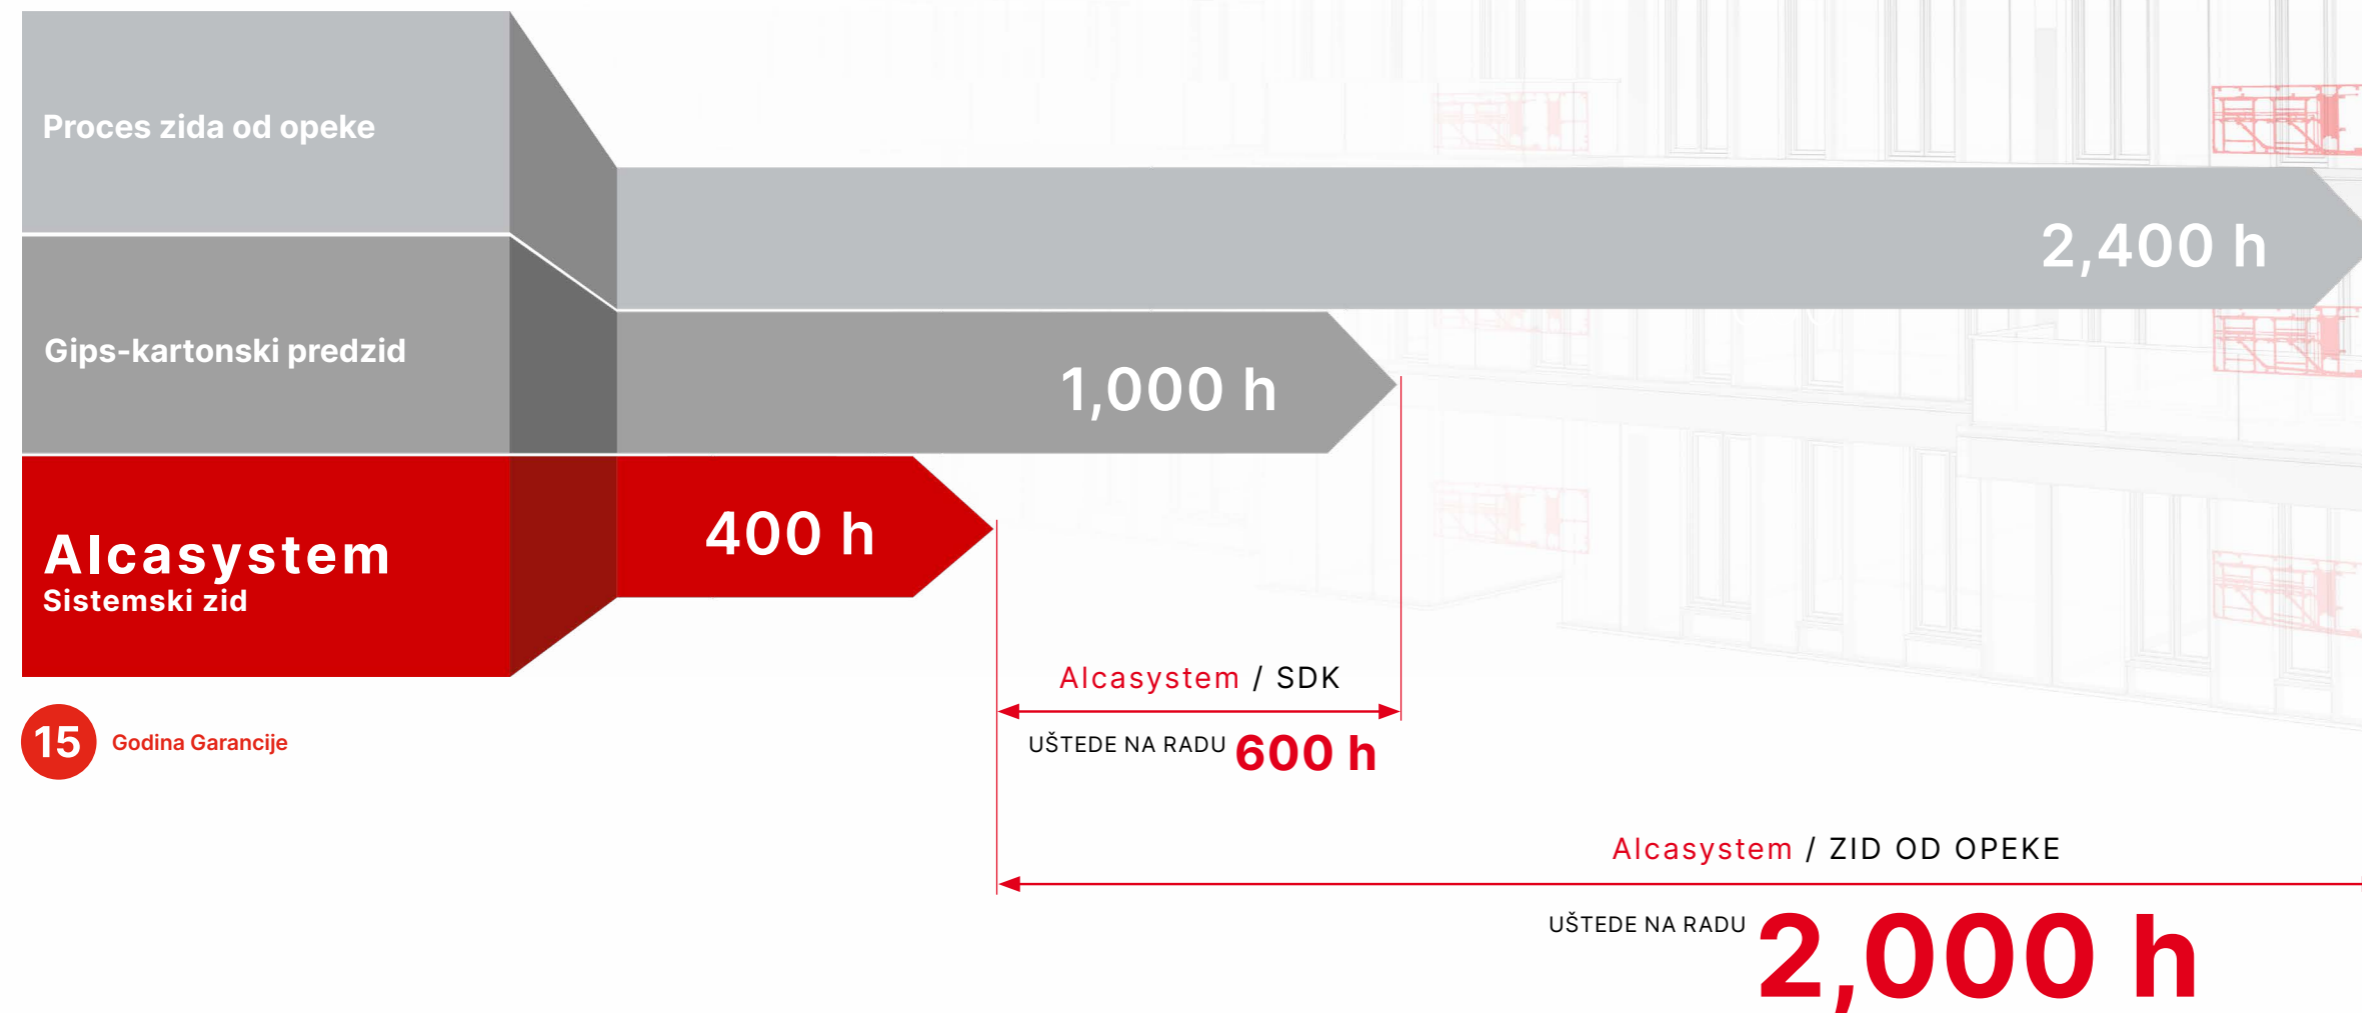 Proces zida od opeke
2,400 h
Gips-kartonski predzid
1,000 h
Alcasystem
Sistemski zid
400 h
Alcasystem / SDK
UŠTEDE NA RADU 600 h
15 Godina Garancije
Alcasystem / ZID OD OPEKE
UŠTEDE NA RADU 2,000 h